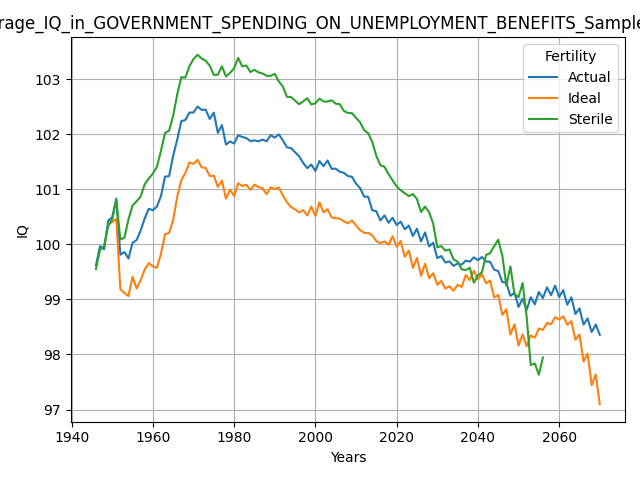 rage_IQ_in_GOVERNMENT_SPENDING_ON_UNEMPLOYMENT_BENEFITS_Sample
Fertility
Actual
Ideal
Sterile
103
102
101
100
99
98
97
IQ
1940 1960 1980 2000 2020 2040 2060
Years